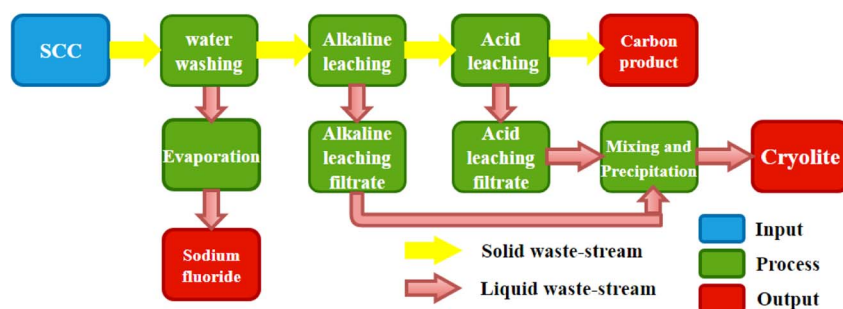 SCC
water
washing
Alkaline
leaching
Acid
leaching
Carbon
product
Evaporation
Alkaline
leaching
filtrate
Acid
leaching
filtrate
Mixing and
Precipitation
Cryolite
Sodium
fluoride
Solid waste-stream
Liquid waste-stream
Input
Process
Output